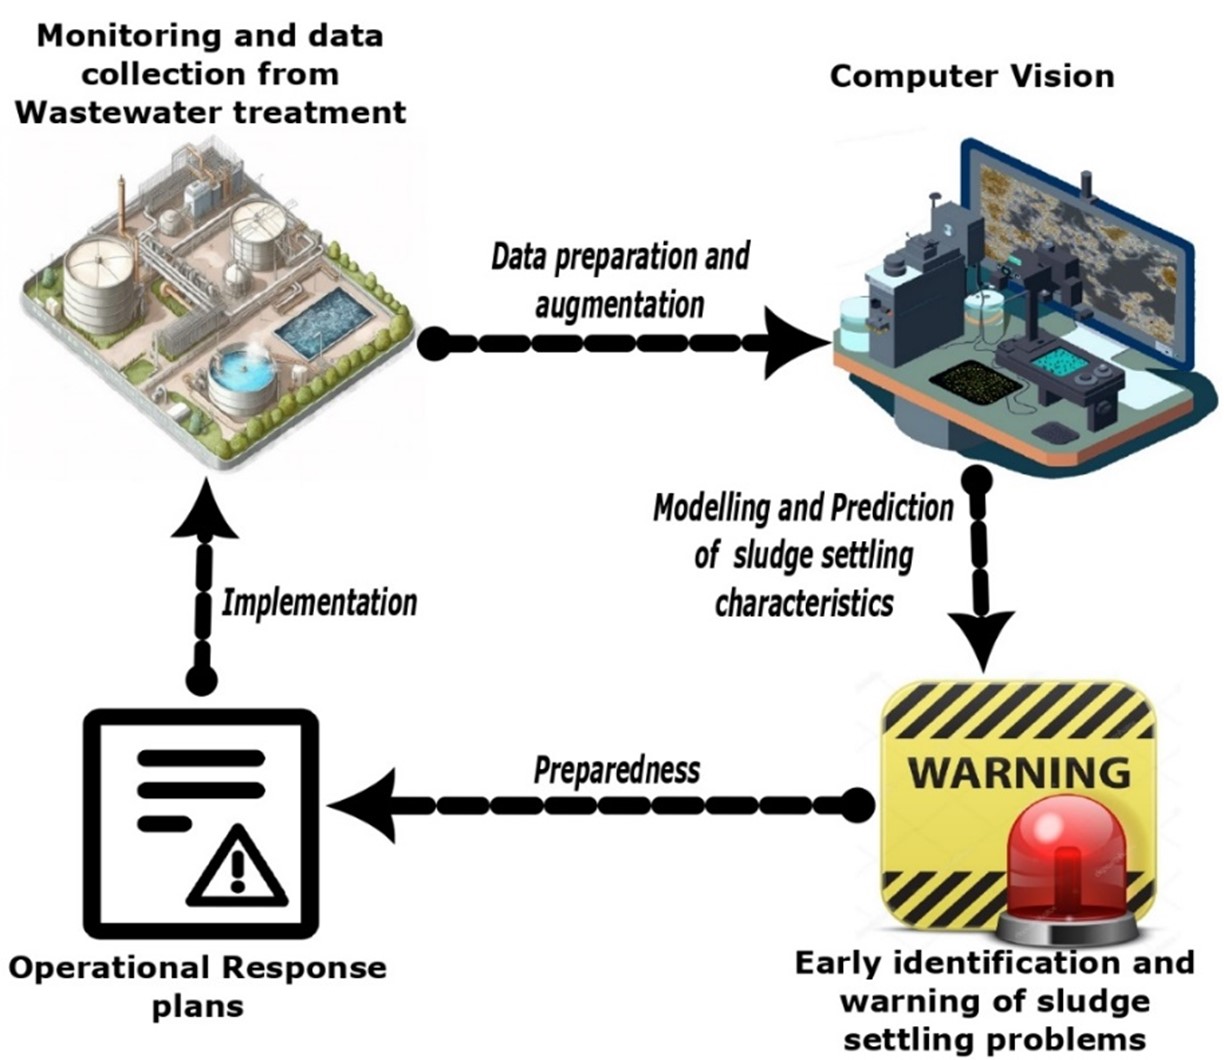 Monitoring and data
collection from
Wastewater treatment
Computer Vision
Data preparation and
augmentation
Modelling and Prediction
of sludge settling
characteristics
Implementation
Preparedness
WARNING
Operational Response
plans
Early identification and
warning of sludge
settling problems